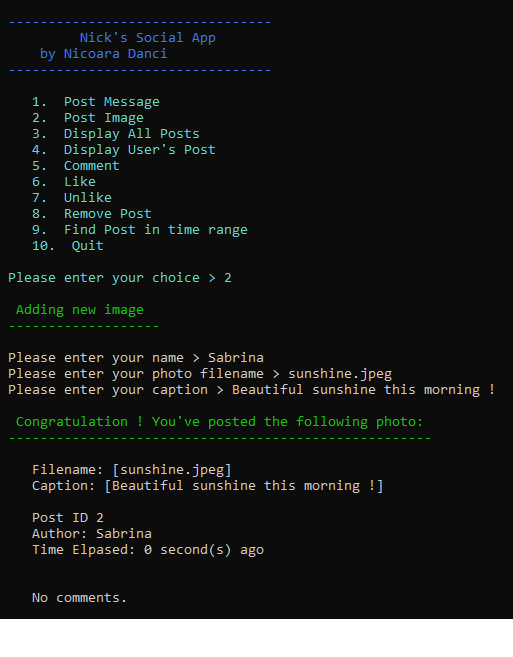 ---------------------------------
Nick's Social App
by Nicoara Danci
---------------------------------
1. Post Message
2. Post Image
3. Display All Posts
4. Display User's Post
5. Comment
6. Like
7. Unlike
8. Remove Post
9. Find Post in time range
10. Quit
Please enter your choice > 2
Adding new image
-------------------
Please enter your name > Sabrina
Please enter your photo filename > sunshine.jpeg
Please enter your caption > Beautiful sunshine this morning !
Congratulation ! You've posted the following photo:
-----------------------------------------------------
Filename: [sunshine.jpeg]
Caption: [Beautiful sunshine this morning !]
Post ID 2
Author: Sabrina
Time Elpased: 0 second(s) ago
No comments.